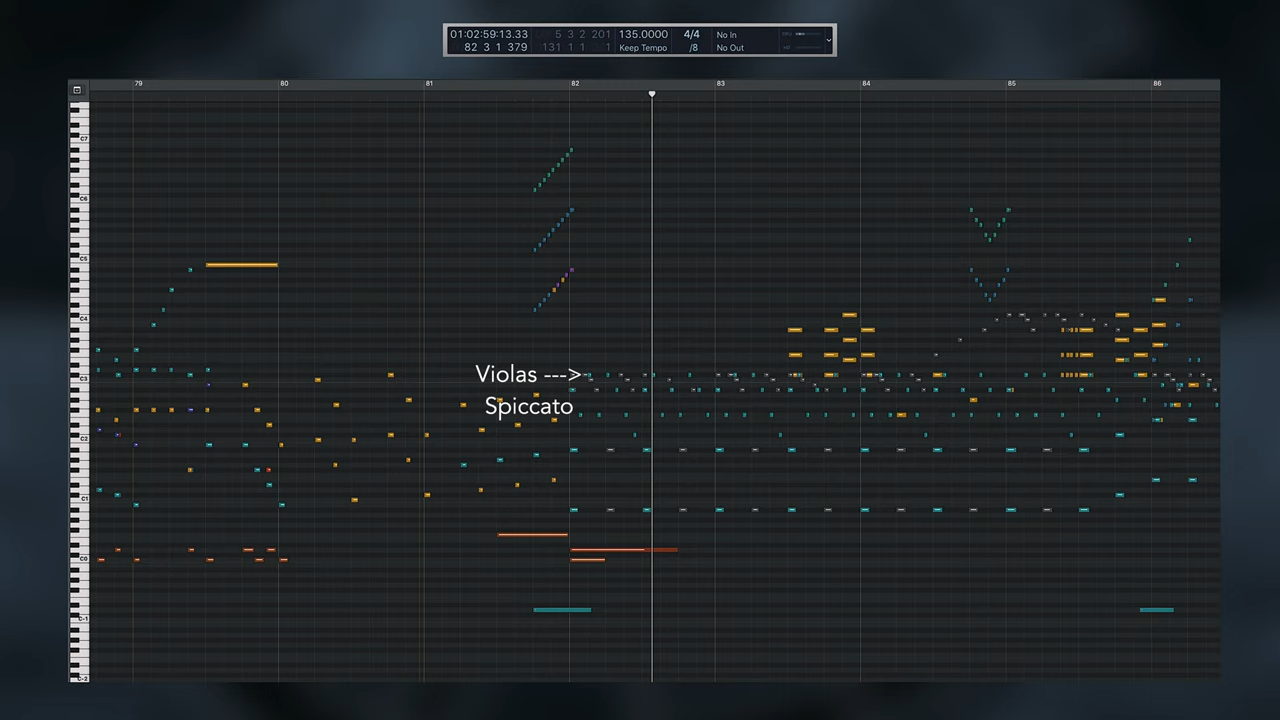 01:02:59:13.33 5 3 2 201 135.0000 4/4 No In
82 3 1 379 131 1 1 1 Keep Tempo /8 No Out
79 80 81 82 83 84 85 86
C7
C6
C5
C4
Violas --->
C3
Spiccato
C2
C1
C0
C-1
C-2